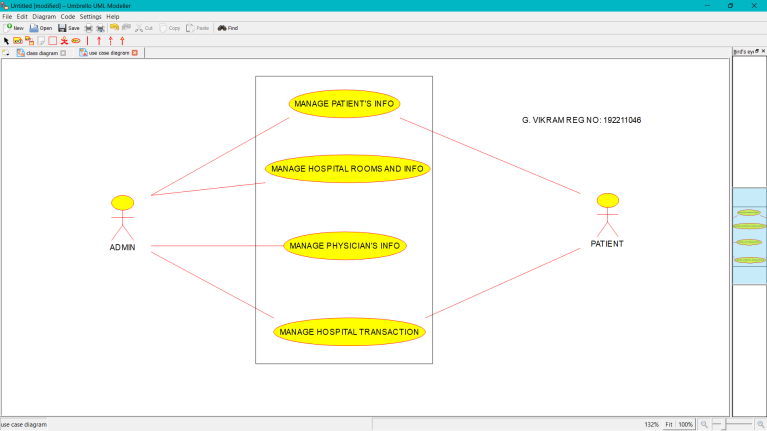 Untitled [modified] – Umbrello UML Modeller
File Edit Diagram Code Settings Help
New Open Save Undo Cut Copy Paste Find
class diagram use case diagram
Bird's eye
MANAGE PATIENT'S INFO
G. VIKRAM REG NO: 192211046
MANAGE HOSPITAL ROOMS AND INFO
ADMIN
PATIENT
MANAGE PHYSICIAN'S INFO
MANAGE HOSPITAL TRANSACTION
use case diagram
132% Fit 100%